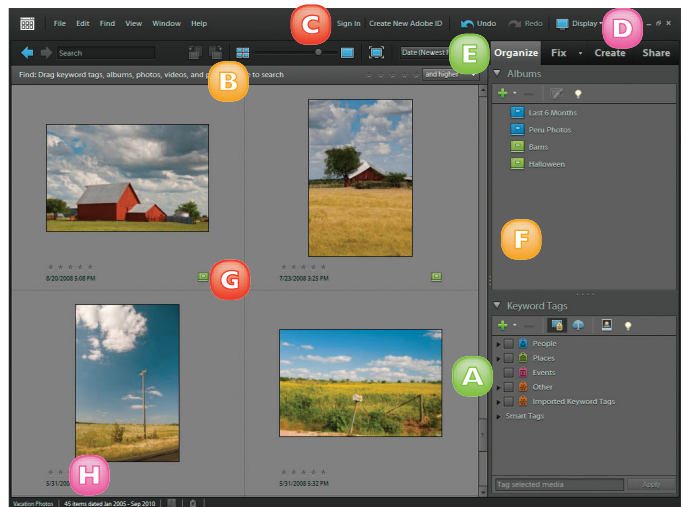 File Edit Find View Window Help C Sign In Create New Adobe ID Undo Redo Display D
Search Date (Newest E Organize Fix Create Share
Find: Drag keyword tags, albums, photos, videos, and B to search and higher
Albums
Last 6 Months
Peru Photos
Barns
Halloween
F
8/20/2008 5:08 PM G 7/23/2008 3:25 PM
Keyword Tags
People
Places
A Events
Other
Imported Keyword Tags
Smart Tags
H
5/31/200 5/31/2008 5:32 PM
Tag selected media Apply
Vacation Photos 45 items dated Jan 2005 - Sep 2010